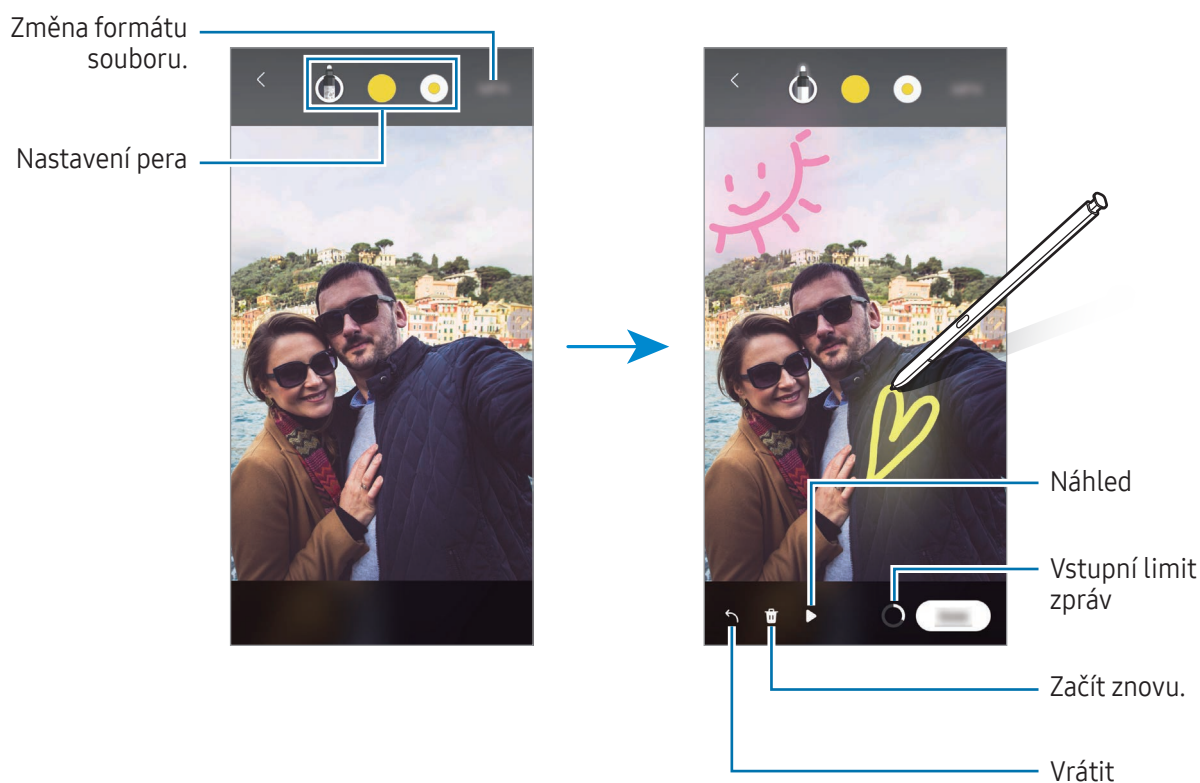 Změna formátu
souboru.
Nastavení pera
Náhled
Vstupní limit
zpráv
Začít znovu.
Vrátit